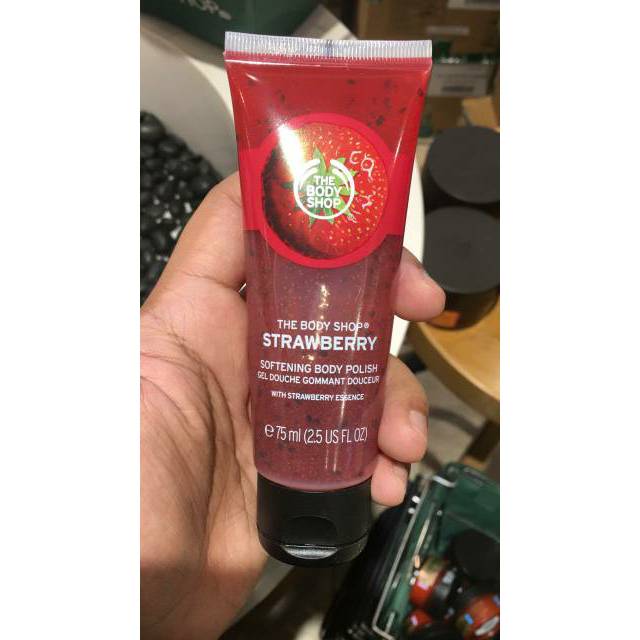 THE
BODY
SHOP
THE BODY SHOP®
STRAWBERRY
SOFTENING BODY POLISH
GEL DOUCHE GOMMANT DOUCEUR
WITH STRAWBERRY ESSENCE
℮ 75 ml (2.5 US FL OZ)